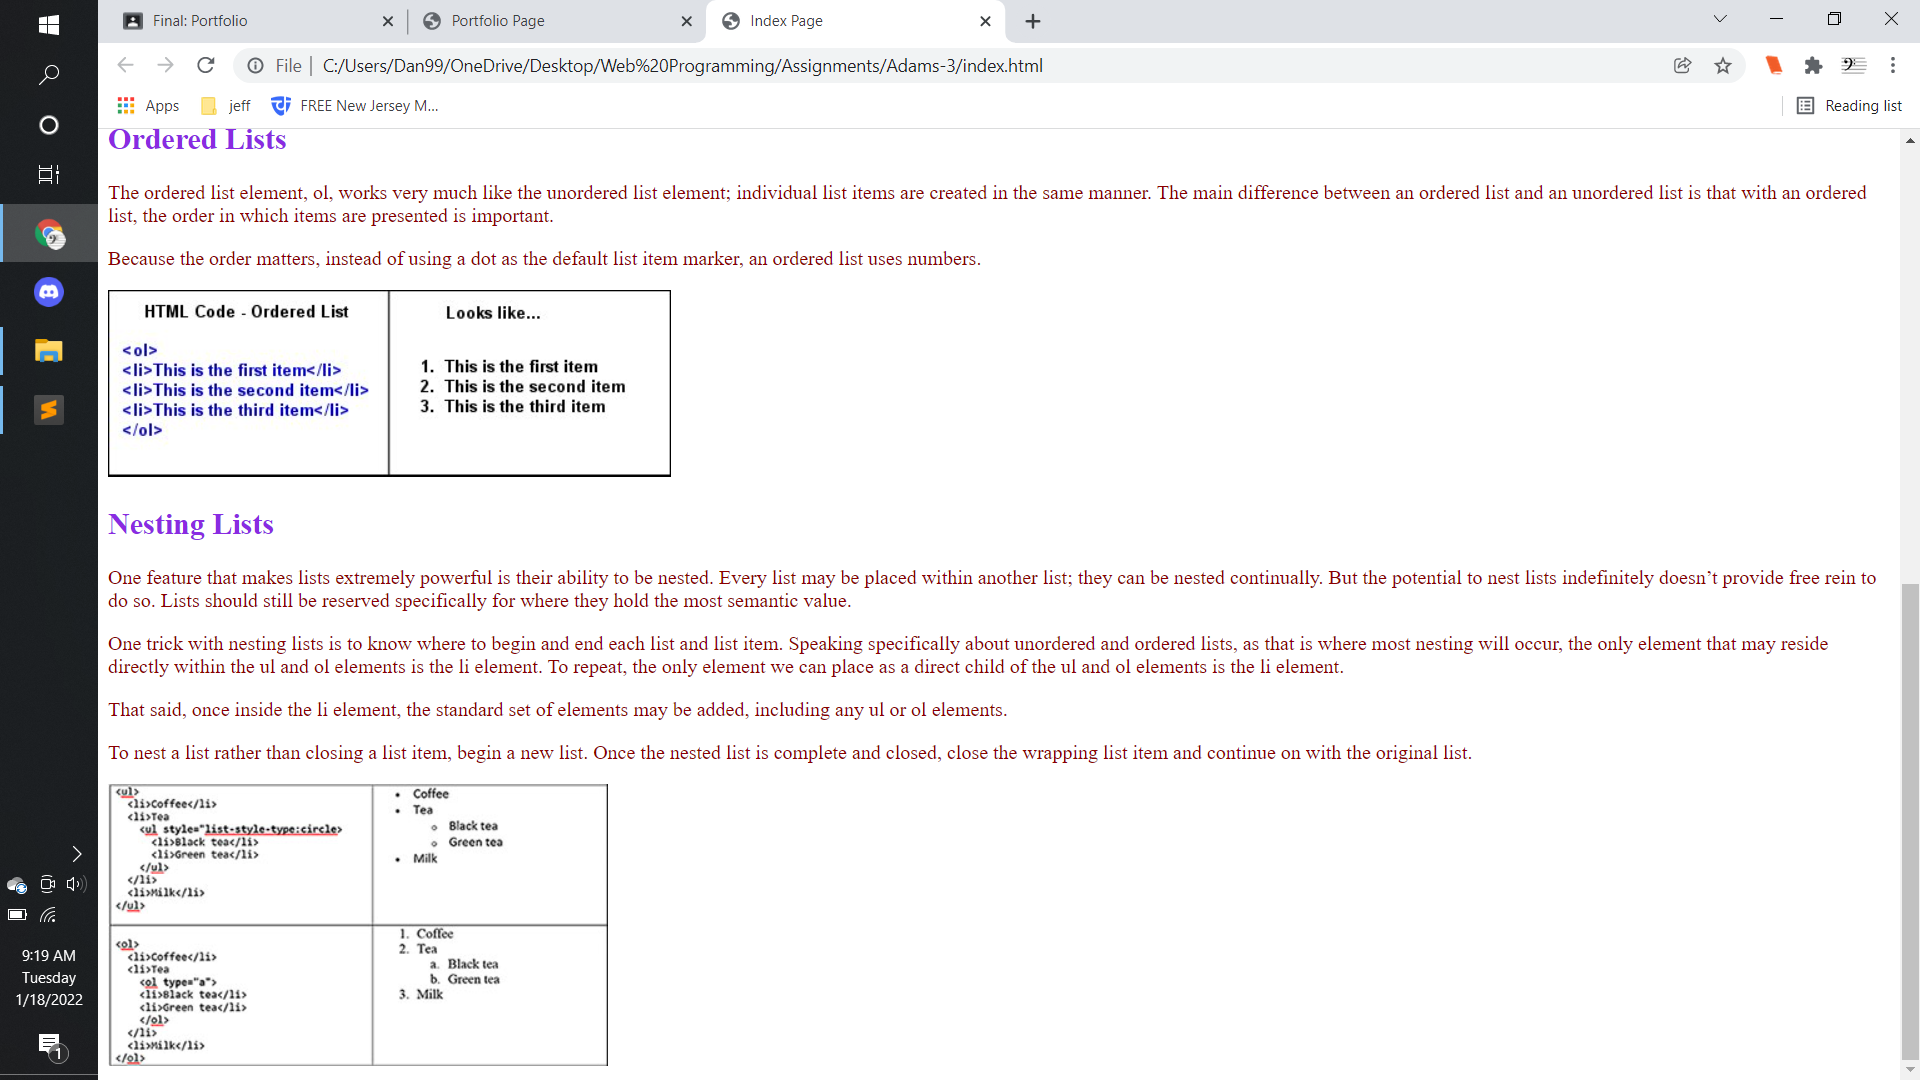 Final: Portfolio
Portfolio Page
Index Page
File
C:/Users/Dan99/OneDrive/Desktop/Web%20Programming/Assignments/Adams-3/index.html
Apps
jeff
FREE New Jersey M...
Reading list
Ordered Lists
The ordered list element, ol, works very much like the unordered list element; individual list items are created in the same manner. The main difference between an ordered list and an unordered list is that with an ordered
list, the order in which items are presented is important.
Because the order matters, instead of using a dot as the default list item marker, an ordered list uses numbers.
HTML Code - Ordered List
<ol>
<li>This is the first item</li>
<li>This is the second item</li>
<li>This is the third item</li>
</ol>
Looks like...
1. This is the first item
2. This is the second item
3. This is the third item
Nesting Lists
One feature that makes lists extremely powerful is their ability to be nested. Every list may be placed within another list; they can be nested continually. But the potential to nest lists indefinitely doesn’t provide free rein to
do so. Lists should still be reserved specifically for where they hold the most semantic value.
One trick with nesting lists is to know where to begin and end each list and list item. Speaking specifically about unordered and ordered lists, as that is where most nesting will occur, the only element that may reside
directly within the ul and ol elements is the li element. To repeat, the only element we can place as a direct child of the ul and ol elements is the li element.
That said, once inside the li element, the standard set of elements may be added, including any ul or ol elements.
To nest a list rather than closing a list item, begin a new list. Once the nested list is complete and closed, close the wrapping list item and continue on with the original list.
<ul>
<li>Coffee</li>
<li>Tea
<ul style="list-style-type:circle>
<li>Black tea</li>
<li>Green tea</li>
</ul>
</li>
<li>Milk</li>
</ul>
• Coffee
• Tea
o Black tea
o Green tea
• Milk
<ol>
<li>Coffee</li>
<li>Tea
<ol type="a">
<li>Black tea</li>
<li>Green tea</li>
</ol>
</li>
<li>Milk</li>
</ol>
1. Coffee
2. Tea
a. Black tea
b. Green tea
3. Milk
9:19 AM
Tuesday
1/18/2022
1